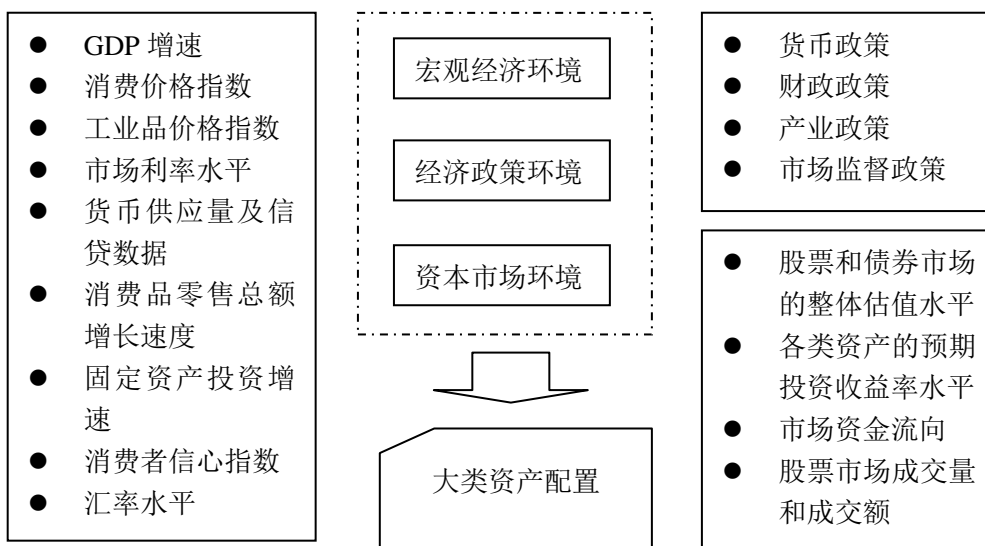 ● GDP 增速
● 消费价格指数
● 工业品价格指数
● 市场利率水平
● 货币供应量及信
贷数据
● 消费品零售总额
增长速度
● 固定资产投资增
速
● 消费者信心指数
● 汇率水平
宏观经济环境
经济政策环境
资本市场环境
大类资产配置
● 货币政策
● 财政政策
● 产业政策
● 市场监督政策
● 股票和债券市场
的整体估值水平
● 各类资产的预期
投资收益率水平
● 市场资金流向
● 股票市场成交量
和成交额